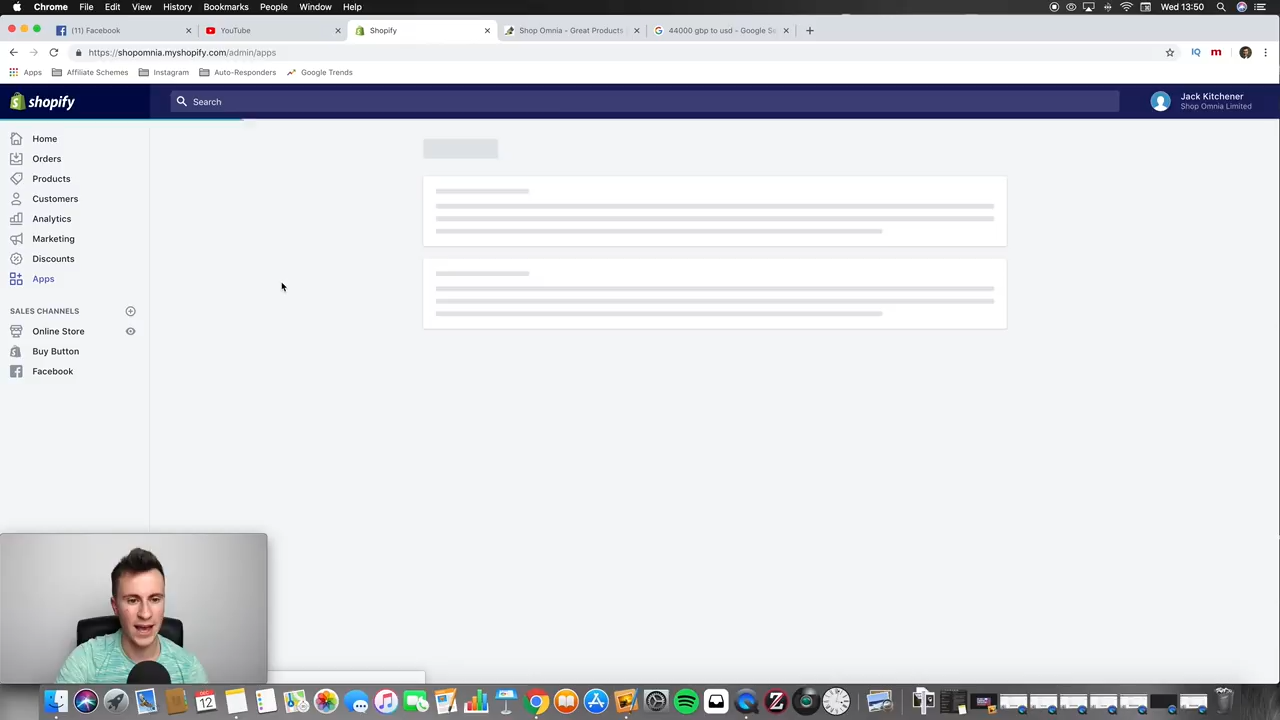 Chrome File Edit View History Bookmarks People Window Help
Wed 13:50
(11) Facebook
YouTube
Shopify
Shop Omnia - Great Products
44000 gbp to usd - Google Se
https://shopomnia.myshopify.com/admin/apps
Apps
Affiliate Schemes
Instagram
Auto-Responders
Google Trends
shopify
Search
Jack Kitchener
Shop Omnia Limited
Home
Orders
Products
Customers
Analytics
Marketing
Discounts
Apps
SALES CHANNELS
Online Store
Buy Button
Facebook